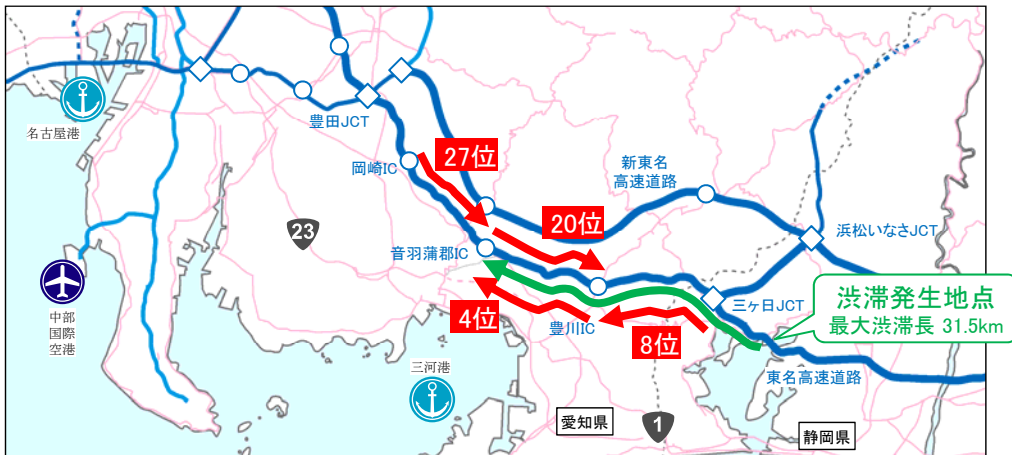 名古屋港
豊田JCT
岡崎IC
27位
新東名
高速道路
23
20位
音羽蒲郡IC
浜松いなさJCT
中部
国際
空港
4位
豊川IC
8位
三ヶ日JCT
渋滞発生地点
最大渋滞長 31.5km
三河港
東名高速道路
愛知県
1
静岡県